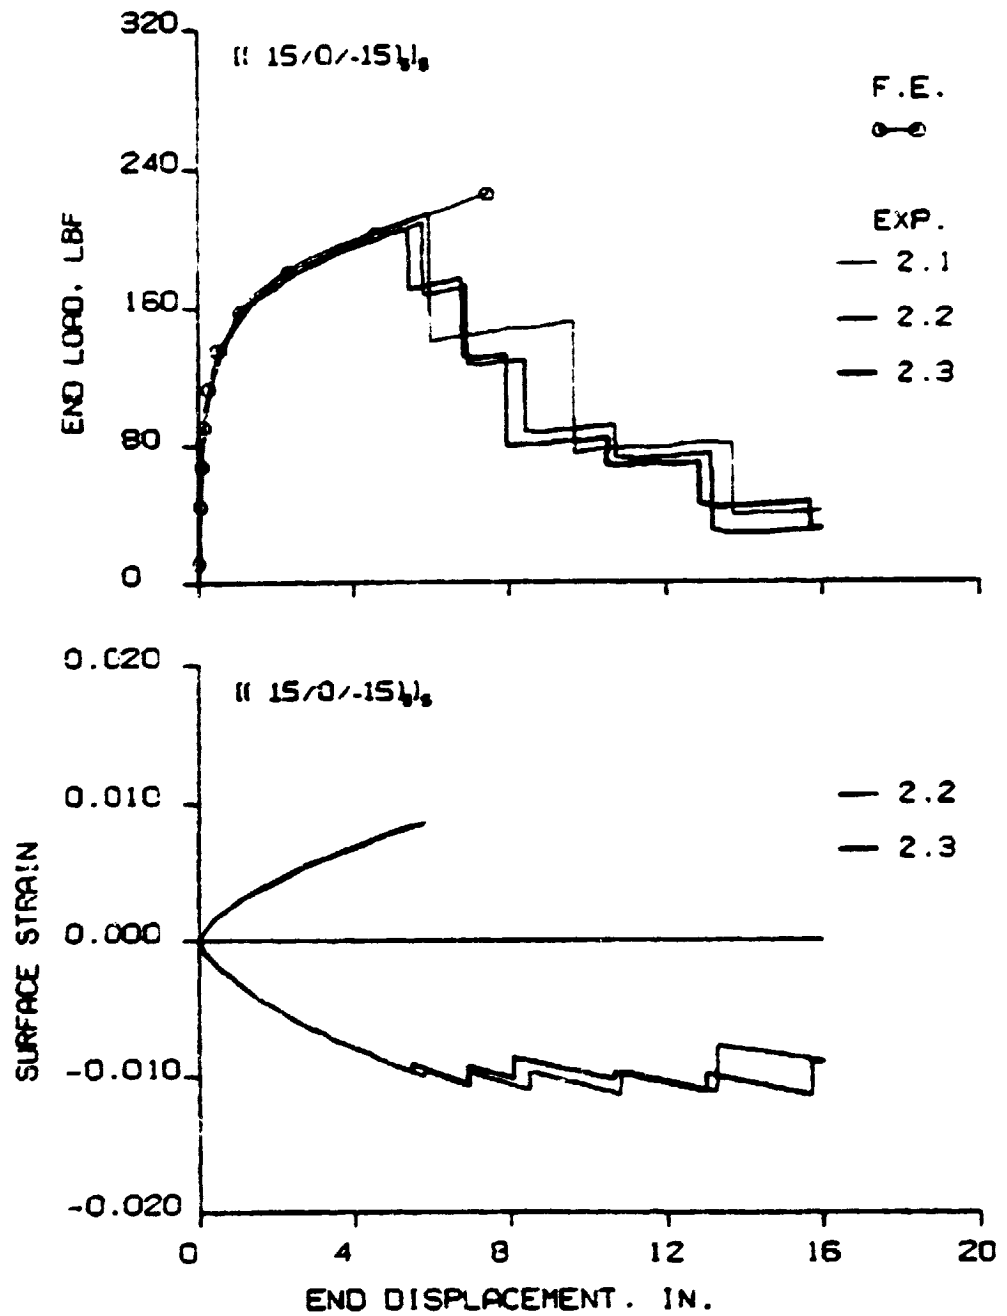 320
[( 15/0/-15)s]s
F.E.
240
EXP.
2.1
160
2.2
2.3
80
0
END LOAD, LBF
0.020
[( 15/0/-15)s]s
0.010
2.2
2.3
0.000
-0.010
-0.020
SURFACE STRAIN
0 4 8 12 16 20
END DISPLACEMENT. IN.